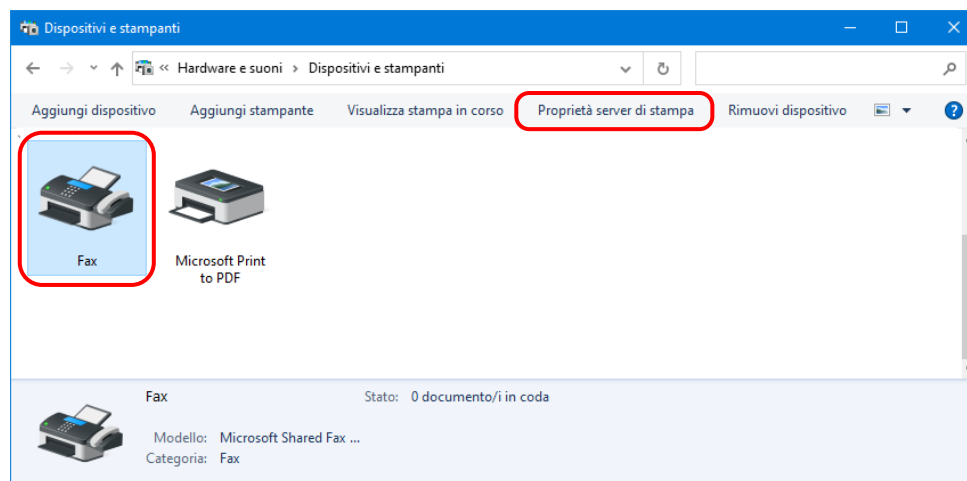 Dispositivi e stampanti
« Hardware e suoni › Dispositivi e stampanti
Aggiungi dispositivo Aggiungi stampante Visualizza stampa in corso Proprietà server di stampa Rimuovi dispositivo ?
Fax
Microsoft Print
to PDF
Fax Stato: 0 documento/i in coda
Modello: Microsoft Shared Fax ...
Categoria: Fax